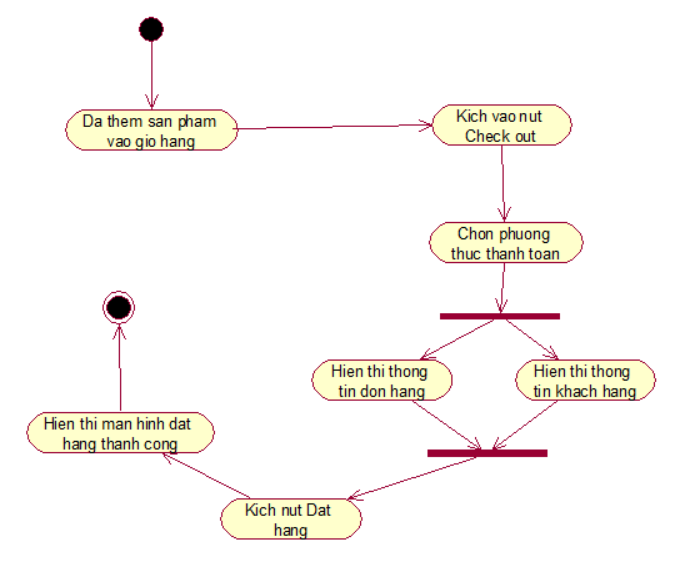 Da them san pham
vao gio hang
Kich vao nut
Check out
Chon phuong
thuc thanh toan
Hien thi thong
tin don hang
Hien thi thong
tin khach hang
Hien thi man hinh dat
hang thanh cong
Kich nut Dat
hang